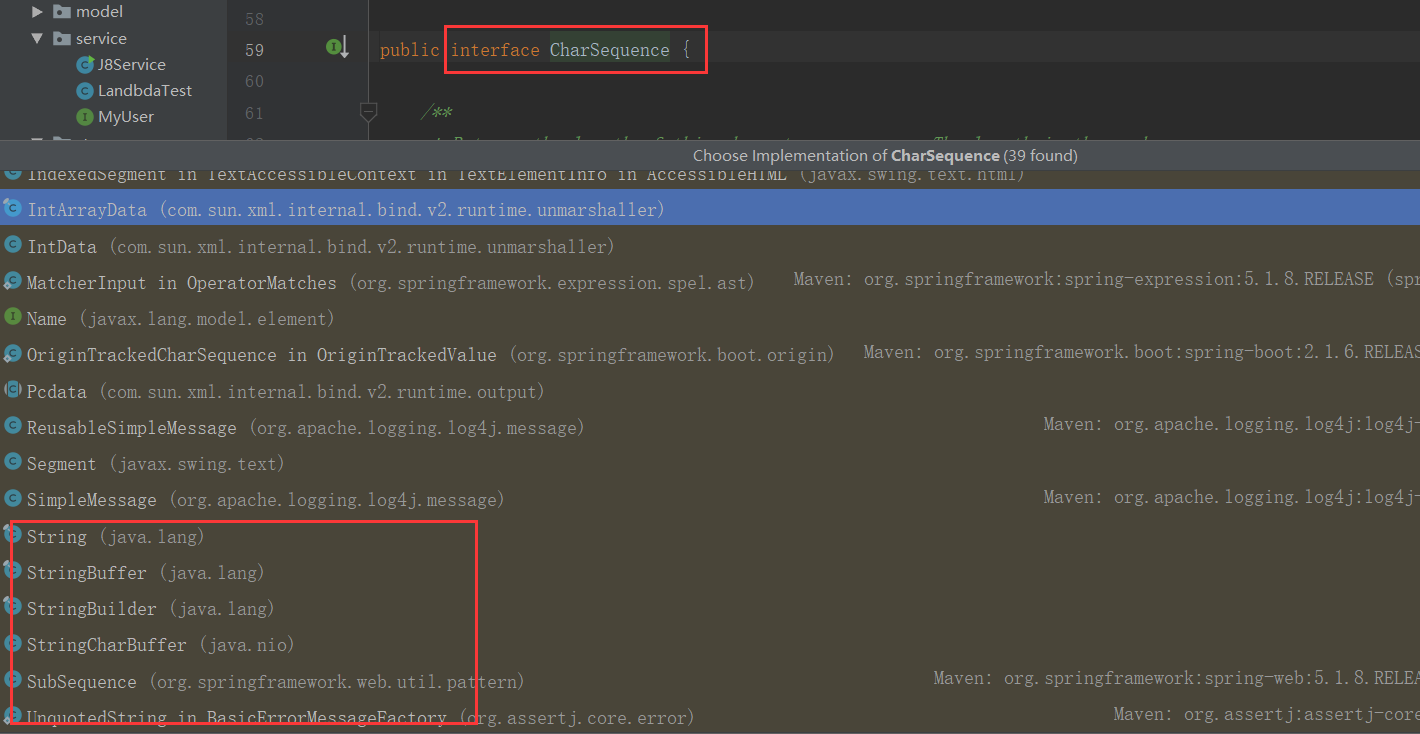 model
service
J8Service
LandbdaTest
MyUser
58
59
60
61
public interface CharSequence {
/**
Choose Implementation of CharSequence (39 found)
IndexedSegment in TextAccessibleContext in TextElementInfo in AccessibleHTML (javax.swing.text.html)
IntArrayData (com.sun.xml.internal.bind.v2.runtime.unmarshaller)
IntData (com.sun.xml.internal.bind.v2.runtime.unmarshaller)
MatcherInput in OperatorMatches (org.springframework.expression.spel.ast) Maven: org.springframework:spring-expression:5.1.8.RELEASE (spr
Name (javax.lang.model.element)
OriginTrackedCharSequence in OriginTrackedValue (org.springframework.boot.origin) Maven: org.springframework.boot:spring-boot:2.1.6.RELEAS
Pcdata (com.sun.xml.internal.bind.v2.runtime.output)
ReusableSimpleMessage (org.apache.logging.log4j.message) Maven: org.apache.logging.log4j:log4j-
Segment (javax.swing.text)
SimpleMessage (org.apache.logging.log4j.message) Maven: org.apache.logging.log4j:log4j-
String (java.lang)
StringBuffer (java.lang)
StringBuilder (java.lang)
StringCharBuffer (java.nio)
SubSequence (org.springframework.web.util.pattern) Maven: org.springframework:spring-web:5.1.8.RELEA
UnquotedString in BasicErrorMessageFactory (org.assertj.core.error) Maven: org.assertj:assertj-core